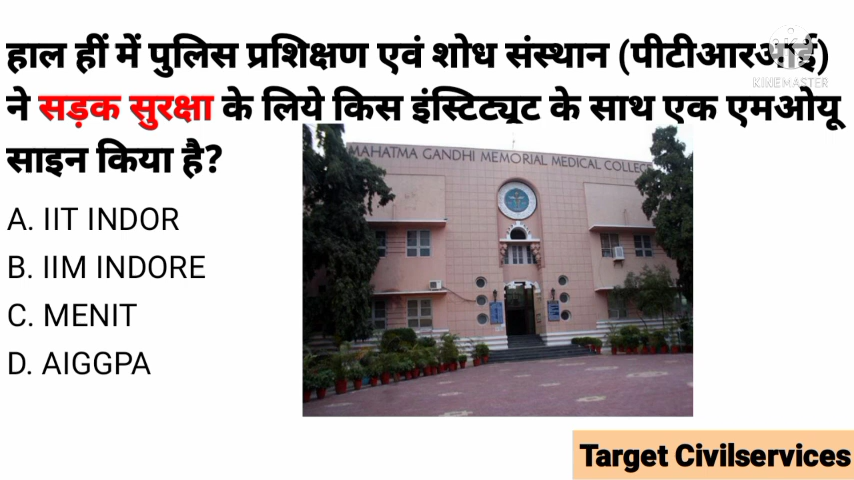 हाल हीं में पुलिस प्रशिक्षण एवं शोध संस्थान (पीटीआरआई)
KINEMASTER
ने सड़क सुरक्षा के लिये किस इंस्टिट्यूट के साथ एक एमओयू
साइन किया है?
MAHATMA GANDHI MEMORIAL MEDICAL COLLEGE
A. IIT INDOR
B. IIM INDORE
C. MENIT
D. AIGGPA
Target Civilservices